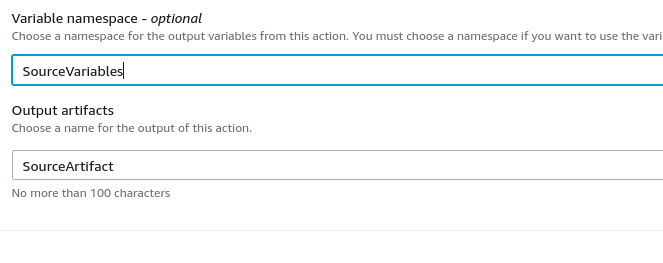 Variable namespace - optional
Choose a namespace for the output variables from this action. You must choose a namespace if you want to use the vari
SourceVariables
Output artifacts
Choose a name for the output of this action.
SourceArtifact
No more than 100 characters